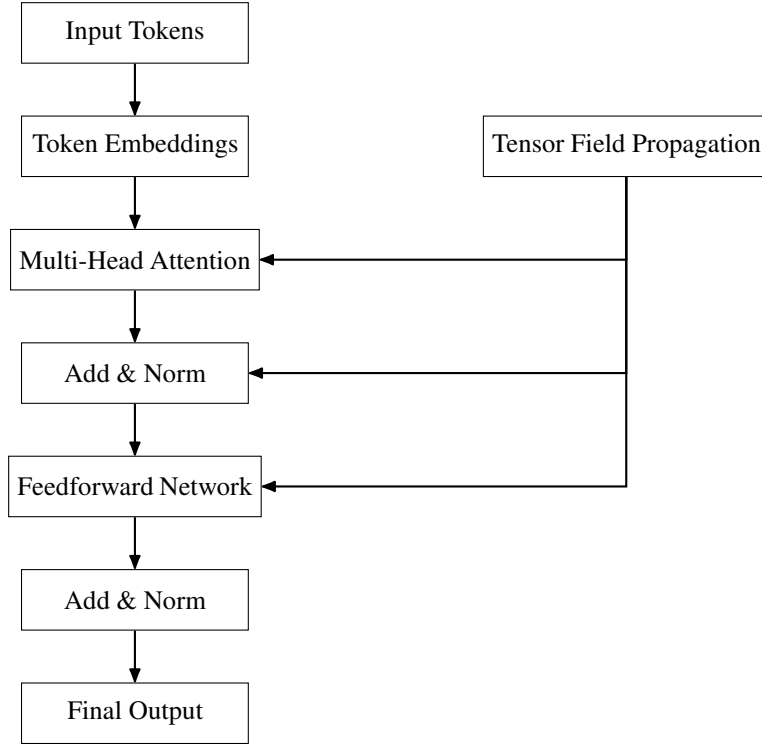 Input Tokens
Token Embeddings
Tensor Field Propagation
Multi-Head Attention
Add & Norm
Feedforward Network
Add & Norm
Final Output